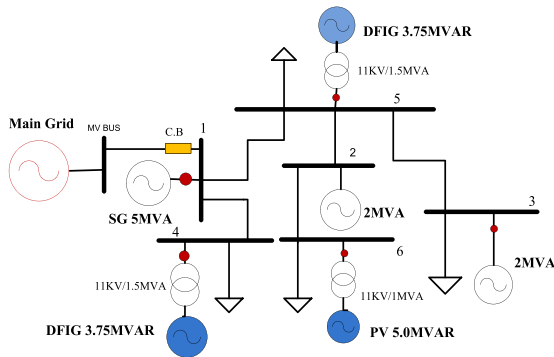 DFIG 3.75MVAR
11KV/1.5MVA
5
Main Grid
MV BUS
C.B
1
2
SG 5MVA
2MVA
3
4
6
2MVA
11KV/1.5MVA
11KV/1MVA
DFIG 3.75MVAR
PV 5.0MVAR